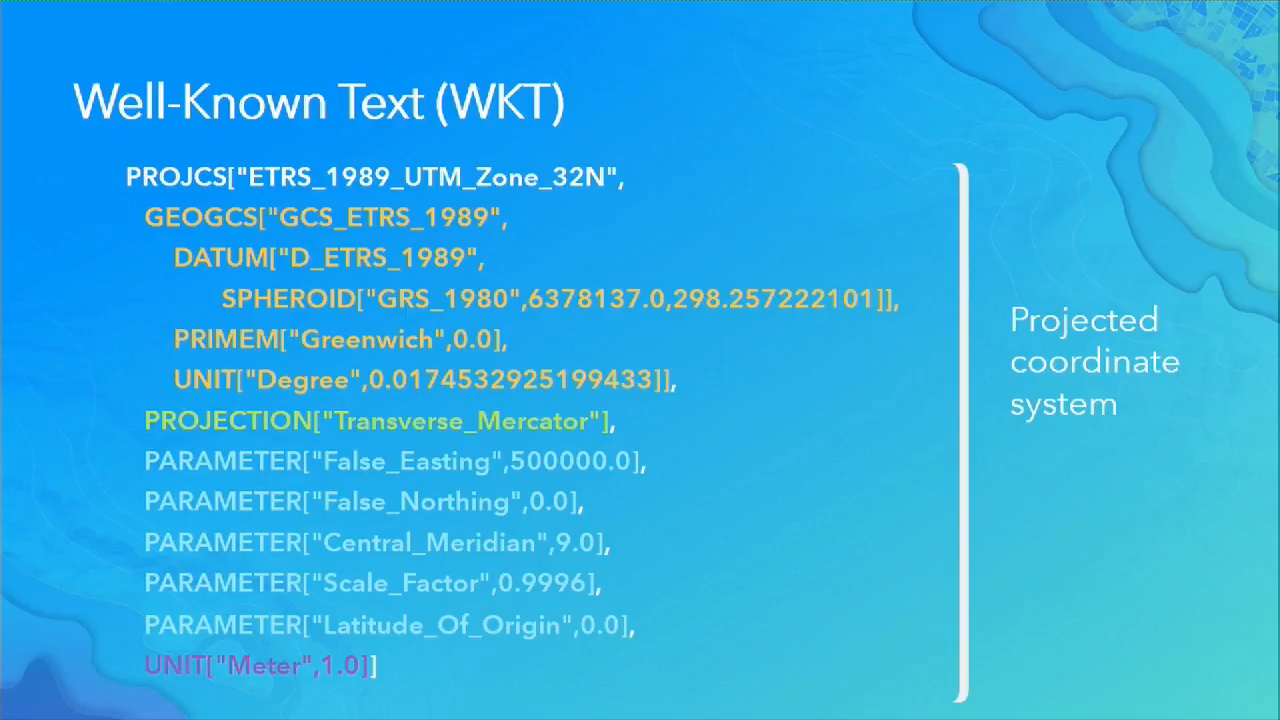 Well-Known Text (WKT)
PROJCS["ETRS_1989_UTM_Zone_32N",
GEOGCS["GCS_ETRS_1989",
DATUM["D_ETRS_1989",
SPHEROID["GRS_1980",6378137.0,298.257222101]],
PRIMEM["Greenwich",0.0],
UNIT["Degree",0.0174532925199433]],
PROJECTION["Transverse_Mercator"],
PARAMETER["False_Easting",500000.0],
PARAMETER["False_Northing",0.0],
PARAMETER["Central_Meridian",9.0],
PARAMETER["Scale_Factor",0.9996],
PARAMETER["Latitude_Of_Origin",0.0],
UNIT["Meter",1.0]]
Projected
coordinate
system